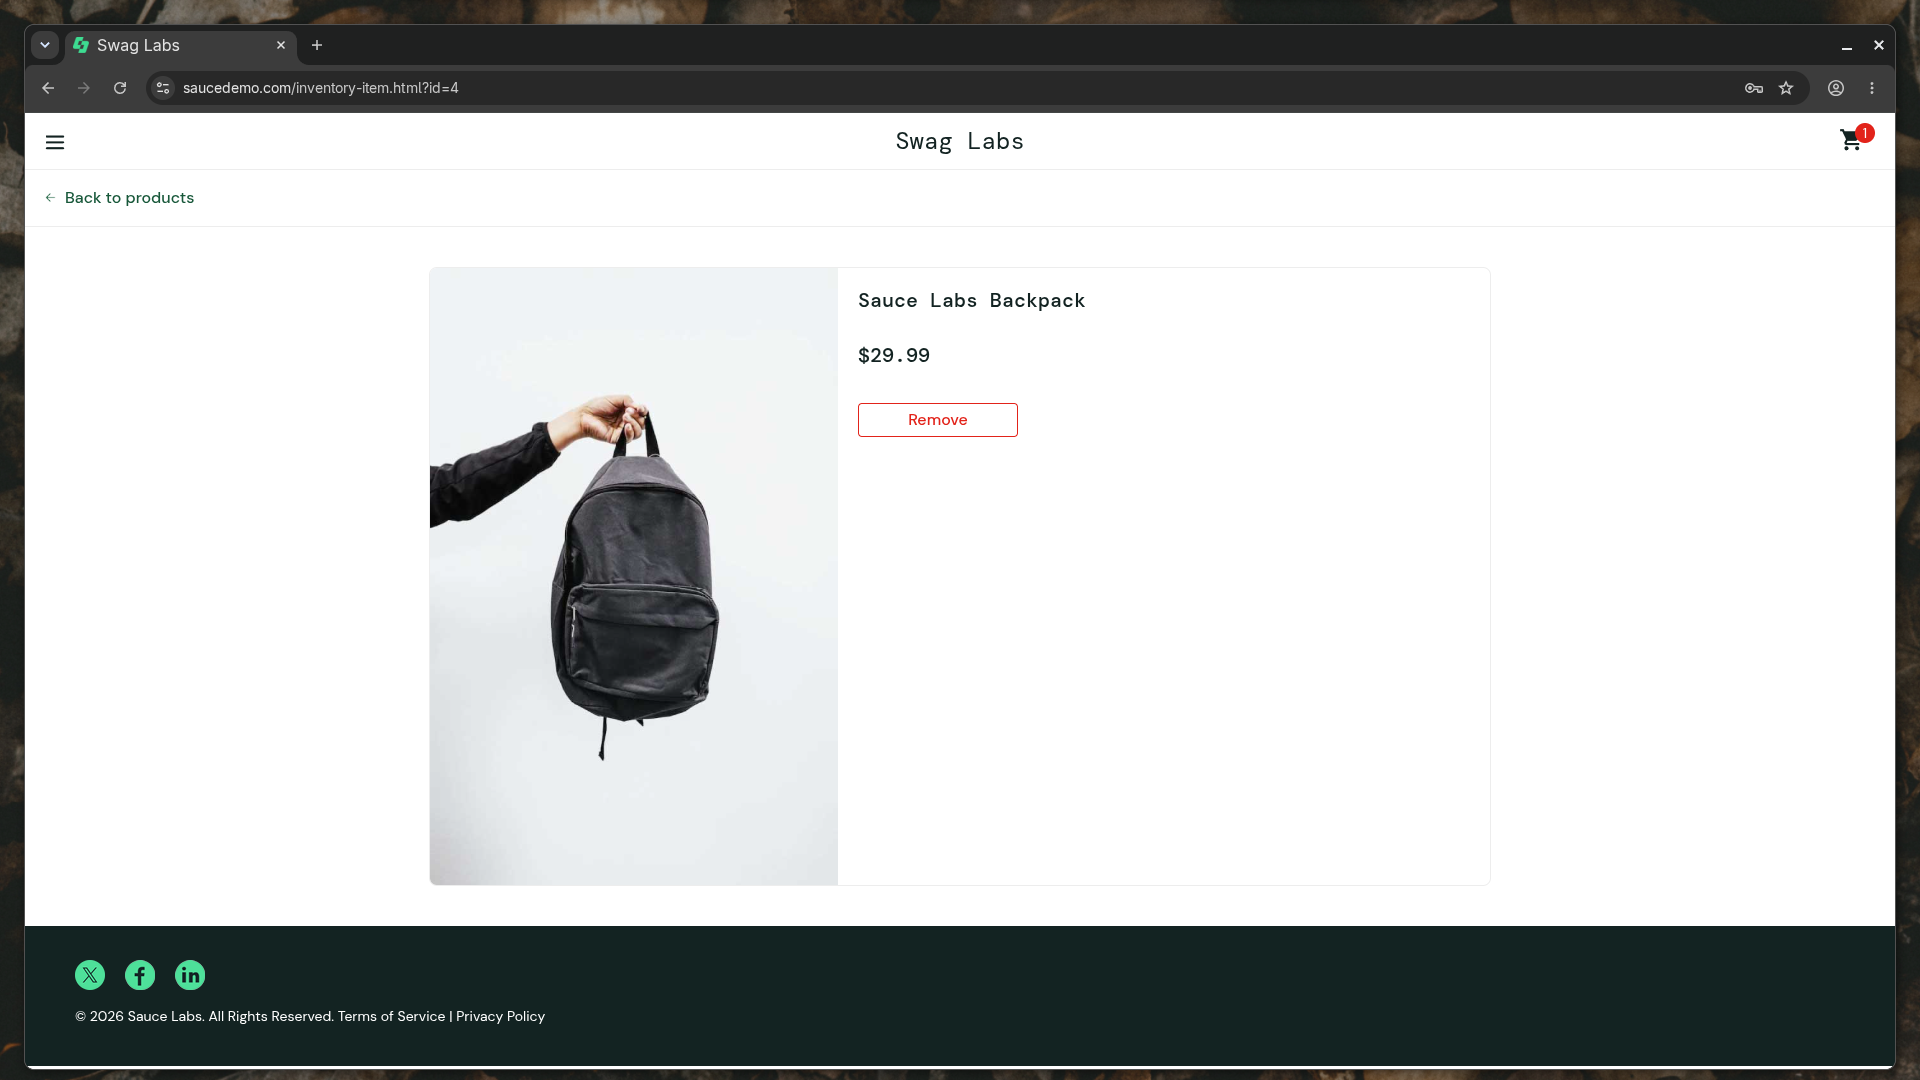 Swag Labs
saucedemo.com/inventory-item.html?id=4
Swag Labs
1
Back to products
Sauce Labs Backpack
$29.99
Remove
© 2026 Sauce Labs. All Rights Reserved. Terms of Service | Privacy Policy